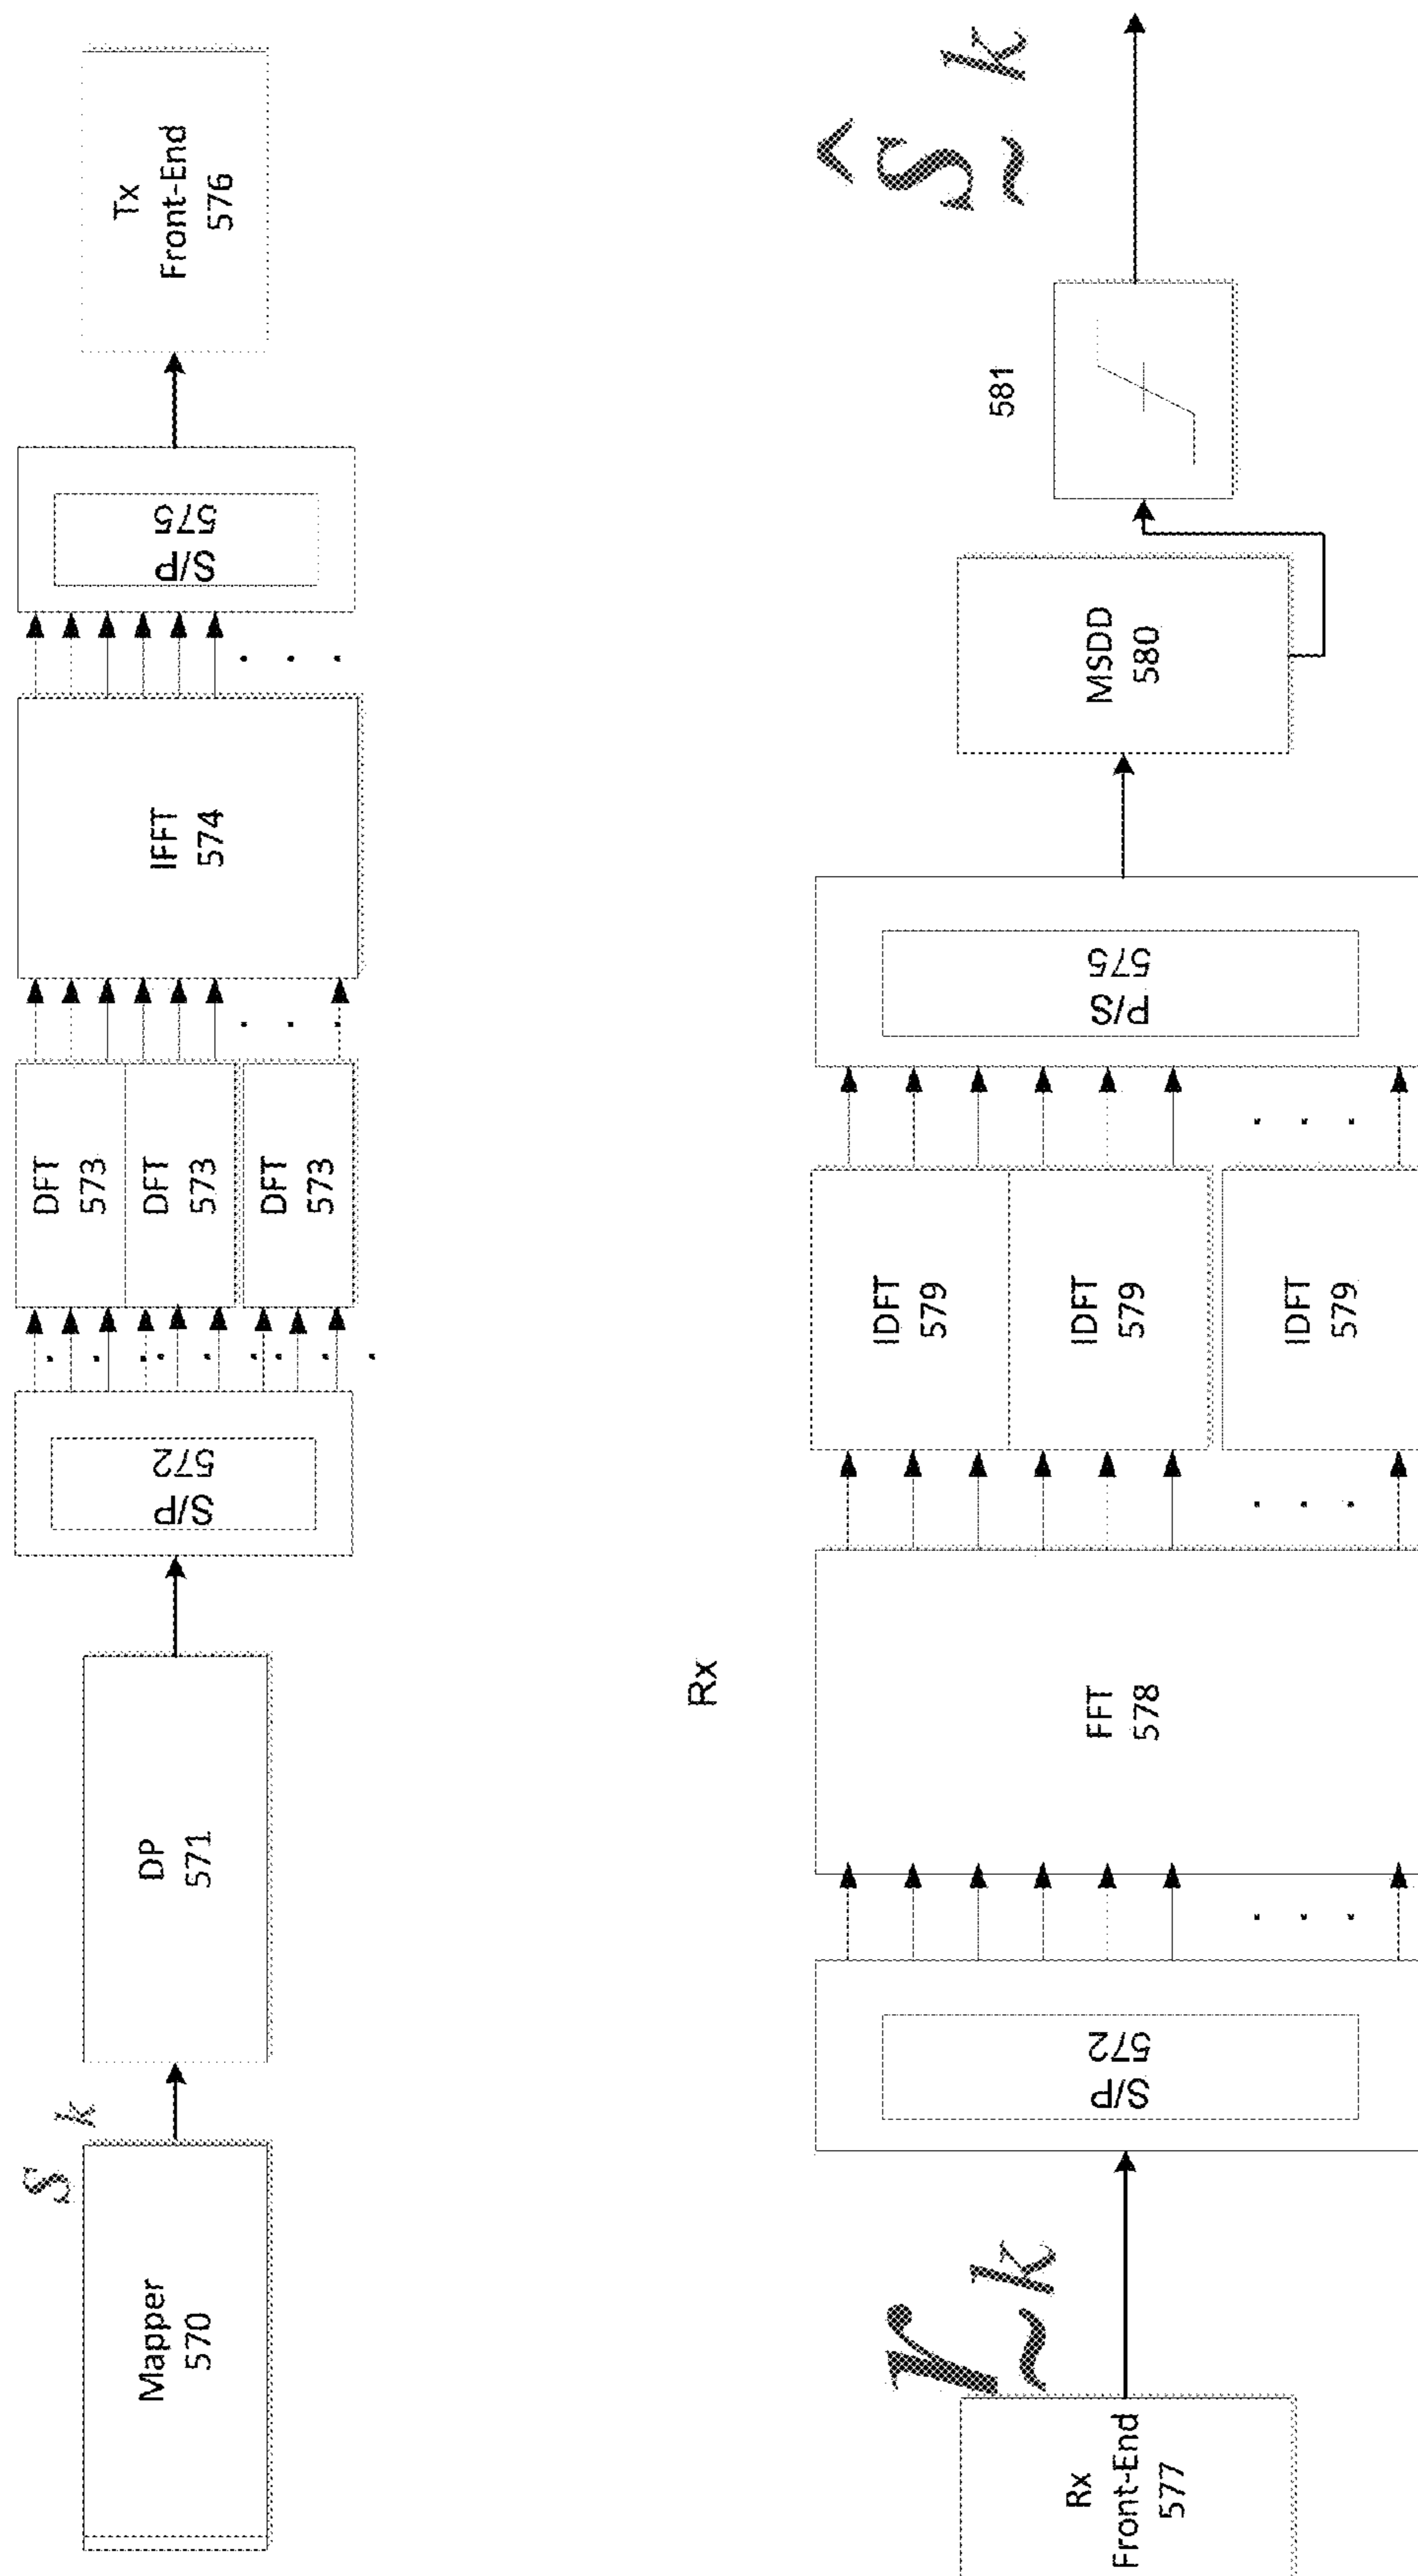 S k
Mapper
570
DP
571
S/P
572
DFT
573
DFT
573
DFT
573
IFFT
574
S/P
575
Tx
Front-End
576
Rx
Rx
Front-End
577
r k
~
S/P
572
FFT
578
IDFT
579
IDFT
579
IDFT
579
P/S
575
MSDD
580
581
ŝ k
~